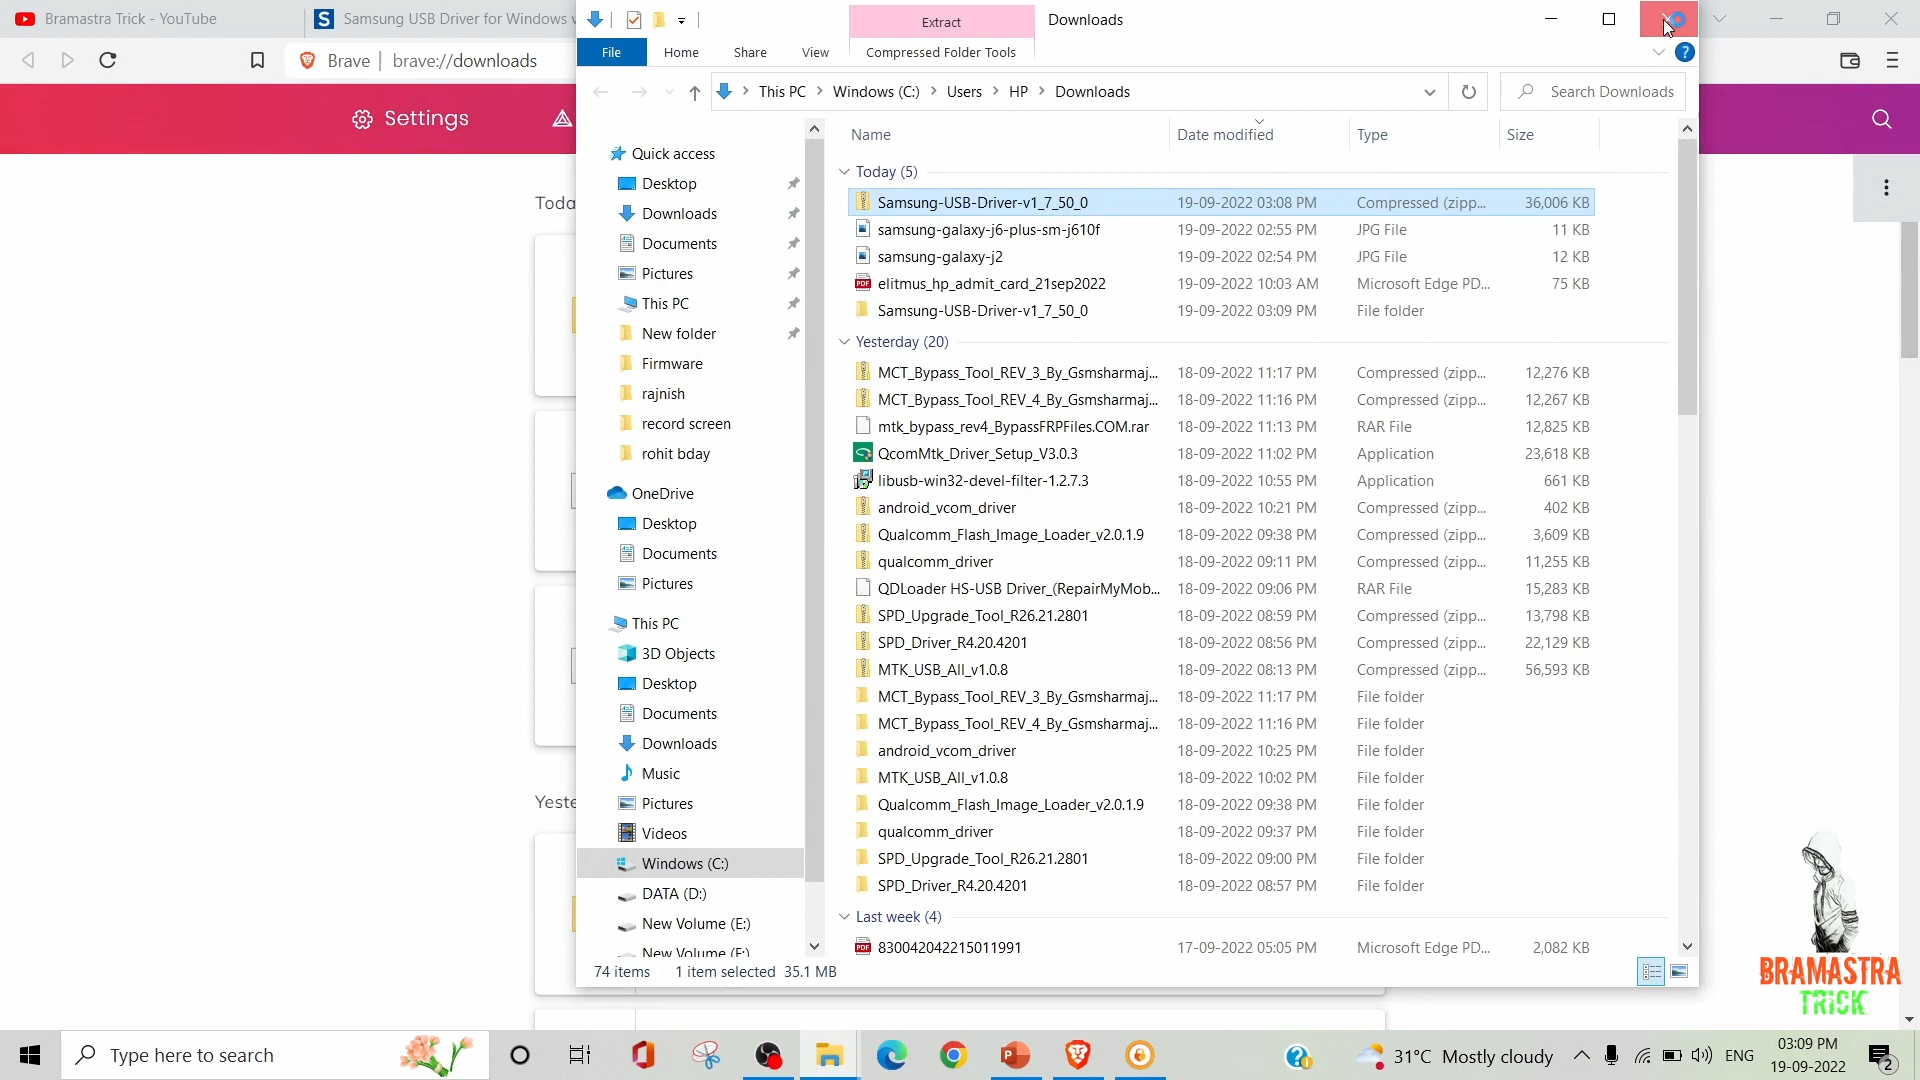 Bramastra Trick - YouTube
Samsung USB Driver for Windows v
Brave
brave://downloads
Settings
Toda
Yeste
Extract
Downloads
File
Home
Share
View
Compressed Folder Tools
This PC > Windows (C:) > Users > HP > Downloads
Search Downloads
Name
Date modified
Type
Size
Quick access
Desktop
Downloads
Documents
Pictures
This PC
New folder
Firmware
rajnish
record screen
rohit bday
OneDrive
Desktop
Documents
Pictures
This PC
3D Objects
Desktop
Documents
Downloads
Music
Pictures
Videos
Windows (C:)
DATA (D:)
New Volume (E:)
New Volume (F:)
Today (5)
Samsung-USB-Driver-v1_7_50_0 19-09-2022 03:08 PM Compressed (zipp... 36,006 KB
samsung-galaxy-j6-plus-sm-j610f 19-09-2022 02:55 PM JPG File 11 KB
samsung-galaxy-j2 19-09-2022 02:54 PM JPG File 12 KB
elitmus_hp_admit_card_21sep2022 19-09-2022 10:03 AM Microsoft Edge PD... 75 KB
Samsung-USB-Driver-v1_7_50_0 19-09-2022 03:09 PM File folder
Yesterday (20)
MCT_Bypass_Tool_REV_3_By_Gsmsharmaj... 18-09-2022 11:17 PM Compressed (zipp... 12,276 KB
MCT_Bypass_Tool_REV_4_By_Gsmsharmaj... 18-09-2022 11:16 PM Compressed (zipp... 12,267 KB
mtk_bypass_rev4_BypassFRPFiles.COM.rar 18-09-2022 11:13 PM RAR File 12,825 KB
QcomMtk_Driver_Setup_V3.0.3 18-09-2022 11:02 PM Application 23,618 KB
libusb-win32-devel-filter-1.2.7.3 18-09-2022 10:55 PM Application 661 KB
android_vcom_driver 18-09-2022 10:21 PM Compressed (zipp... 402 KB
Qualcomm_Flash_Image_Loader_v2.0.1.9 18-09-2022 09:38 PM Compressed (zipp... 3,609 KB
qualcomm_driver 18-09-2022 09:11 PM Compressed (zipp... 11,255 KB
QDLoader HS-USB Driver_(RepairMyMob... 18-09-2022 09:06 PM RAR File 15,283 KB
SPD_Upgrade_Tool_R26.21.2801 18-09-2022 08:59 PM Compressed (zipp... 13,798 KB
SPD_Driver_R4.20.4201 18-09-2022 08:56 PM Compressed (zipp... 22,129 KB
MTK_USB_All_v1.0.8 18-09-2022 08:13 PM Compressed (zipp... 56,593 KB
MCT_Bypass_Tool_REV_3_By_Gsmsharmaj... 18-09-2022 11:17 PM File folder
MCT_Bypass_Tool_REV_4_By_Gsmsharmaj... 18-09-2022 11:16 PM File folder
android_vcom_driver 18-09-2022 10:25 PM File folder
MTK_USB_All_v1.0.8 18-09-2022 10:02 PM File folder
Qualcomm_Flash_Image_Loader_v2.0.1.9 18-09-2022 09:38 PM File folder
qualcomm_driver 18-09-2022 09:37 PM File folder
SPD_Upgrade_Tool_R26.21.2801 18-09-2022 09:00 PM File folder
SPD_Driver_R4.20.4201 18-09-2022 08:57 PM File folder
Last week (4)
830042042215011991 17-09-2022 05:05 PM Microsoft Edge PD... 2,082 KB
74 items 1 item selected 35.1 MB
BRAMASTRA
TRICK
Type here to search
31°C Mostly cloudy
ENG
03:09 PM
19-09-2022
2